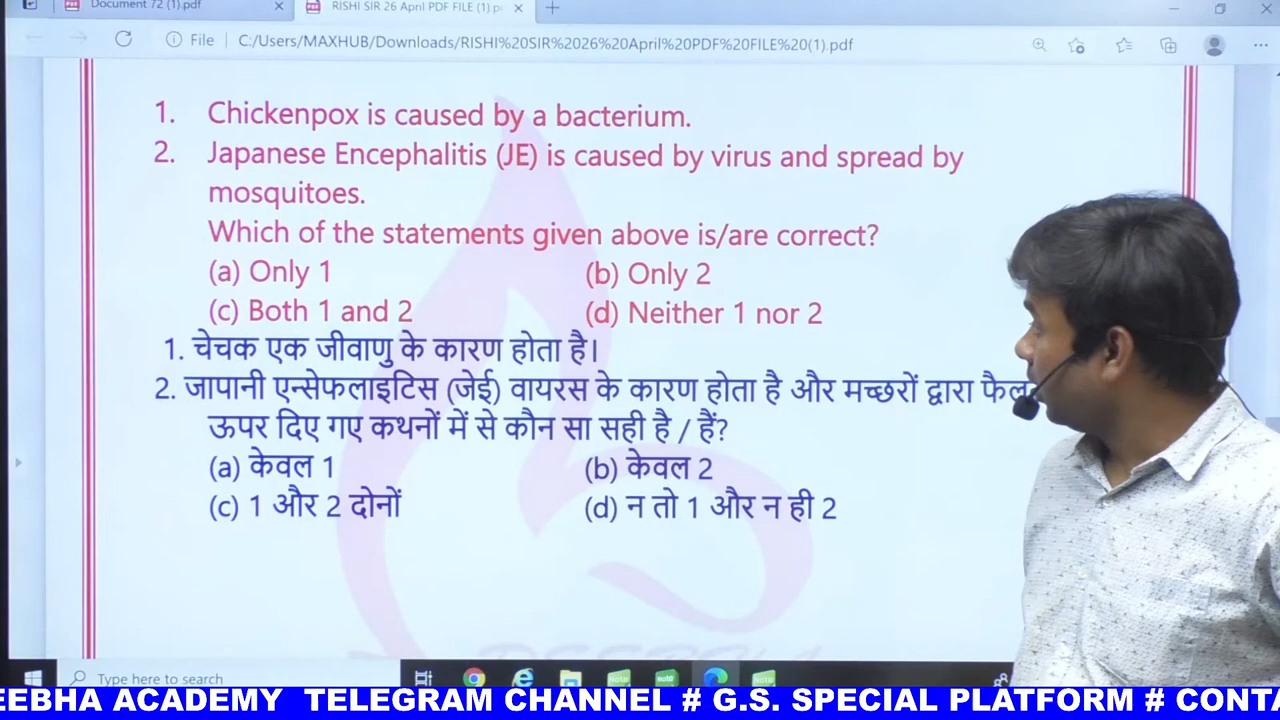 Document 72 (1).pdf
RISHI SIR 26 April PDF FILE (1).p
File | C:/Users/MAXHUB/Downloads/RISHI%20SIR%2026%20April%20PDF%20FILE%20(1).pdf
1. Chickenpox is caused by a bacterium.
2. Japanese Encephalitis (JE) is caused by virus and spread by
mosquitoes.
Which of the statements given above is/are correct?
(a) Only 1 (b) Only 2
(c) Both 1 and 2 (d) Neither 1 nor 2
1. चेचक एक जीवाणु के कारण होता है।
2. जापानी एन्सेफलाइटिस (जेई) वायरस के कारण होता है और मच्छरों द्वारा फैल
ऊपर दिए गए कथनों में से कौन सा सही है / हैं?
(a) केवल 1 (b) केवल 2
(c) 1 और 2 दोनों (d) न तो 1 और न ही 2
Type here to search
EEBHA ACADEMY TELEGRAM CHANNEL # G.S. SPECIAL PLATFORM # CONTA